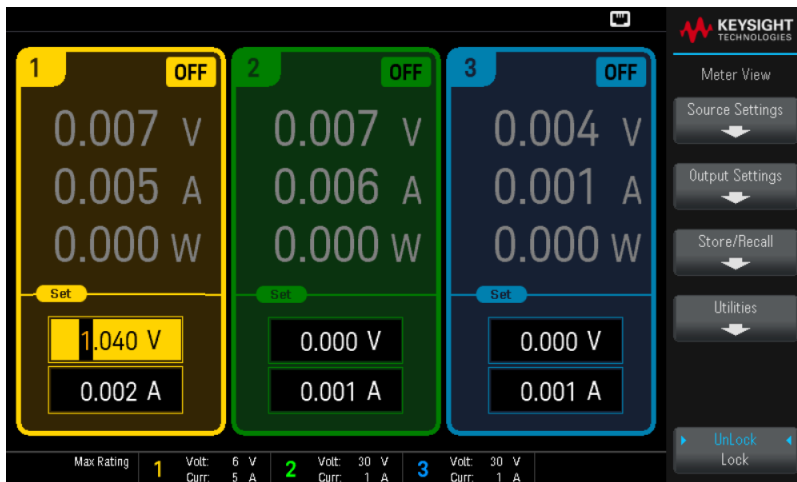 KEYSIGHT
TECHNOLOGIES
Meter View
Source Settings
Output Settings
Store/Recall
Utilities
UnLock
Lock
1 OFF
0.007 V
0.005 A
0.000 W
Set
1.040 V
0.002 A
2 OFF
0.007 V
0.006 A
0.000 W
Set
0.000 V
0.001 A
3 OFF
0.004 V
0.001 A
0.000 W
Set
0.000 V
0.001 A
Max Rating 1 Volt: 6 V 2 Volt: 30 V 3 Volt: 30 V
Curr: 5 A Curr: 1 A Curr: 1 A